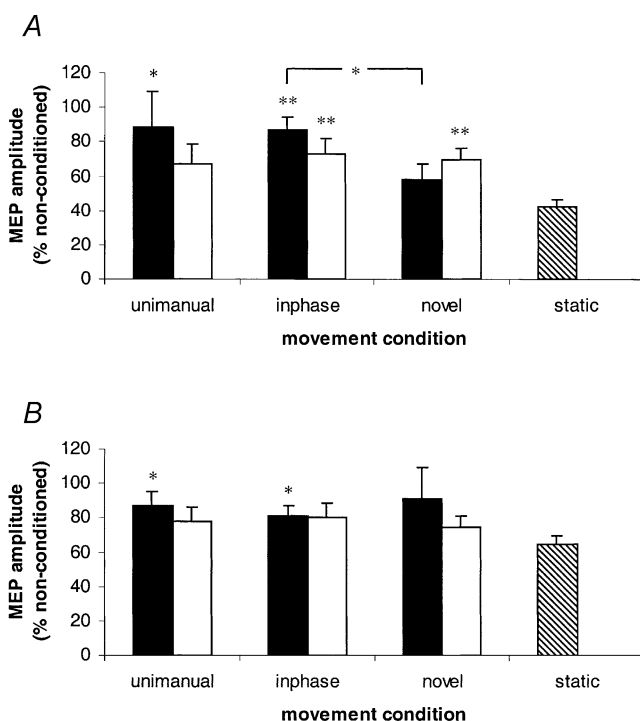 A
MEP amplitude
(% non-conditioned)
120
100
80
60
40
20
0
*
**
**
*
**
unimanual inphase novel static
movement condition
B
MEP amplitude
(% non-conditioned)
120
100
80
60
40
20
0
*
*
unimanual inphase novel static
movement condition